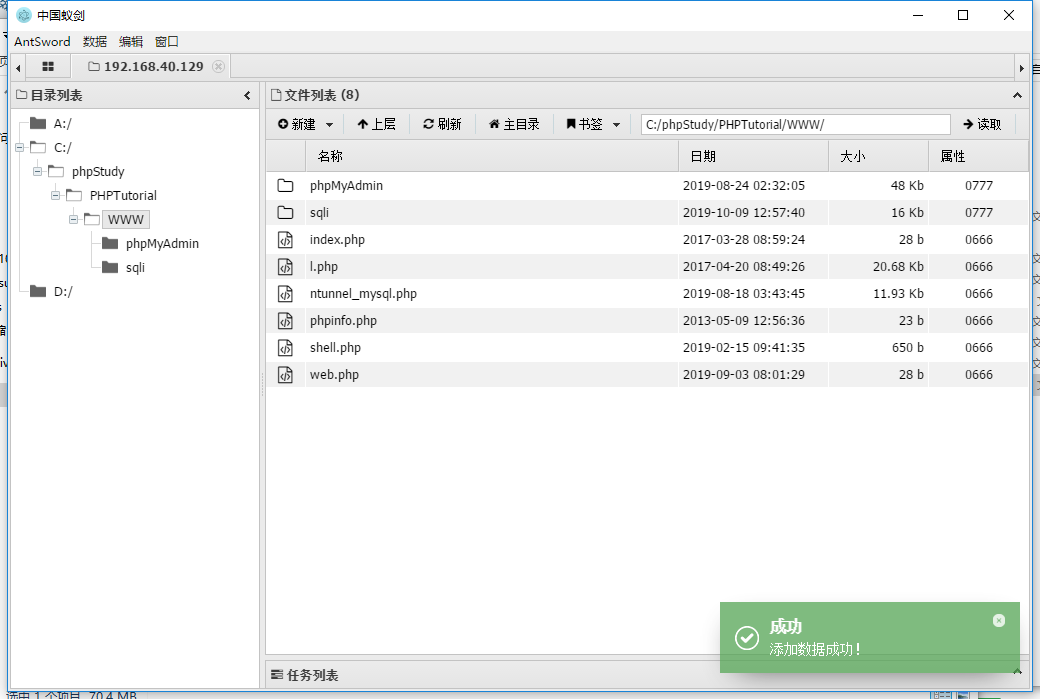 中国蚁剑
AntSword 数据 编辑 窗口
192.168.40.129
目录列表
A:/
C:/
phpStudy
PHPTutorial
WWW
phpMyAdmin
sqli
D:/
文件列表 (8)
新建 上层 刷新 主目录 书签 C:/phpStudy/PHPTutorial/WWW/ 读取
名称 日期 大小 属性
phpMyAdmin 2019-08-24 02:32:05 48 Kb 0777
sqli 2019-10-09 12:57:40 16 Kb 0777
index.php 2017-03-28 08:59:24 28 b 0666
l.php 2017-04-20 08:49:26 20.68 Kb 0666
ntunnel_mysql.php 2019-08-18 03:43:45 11.93 Kb 0666
phpinfo.php 2013-05-09 12:56:36 23 b 0666
shell.php 2019-02-15 09:41:35 650 b 0666
web.php 2019-09-03 08:01:29 28 b 0666
成功
添加数据成功！
任务列表
选中 1 个项目 70.4 MB